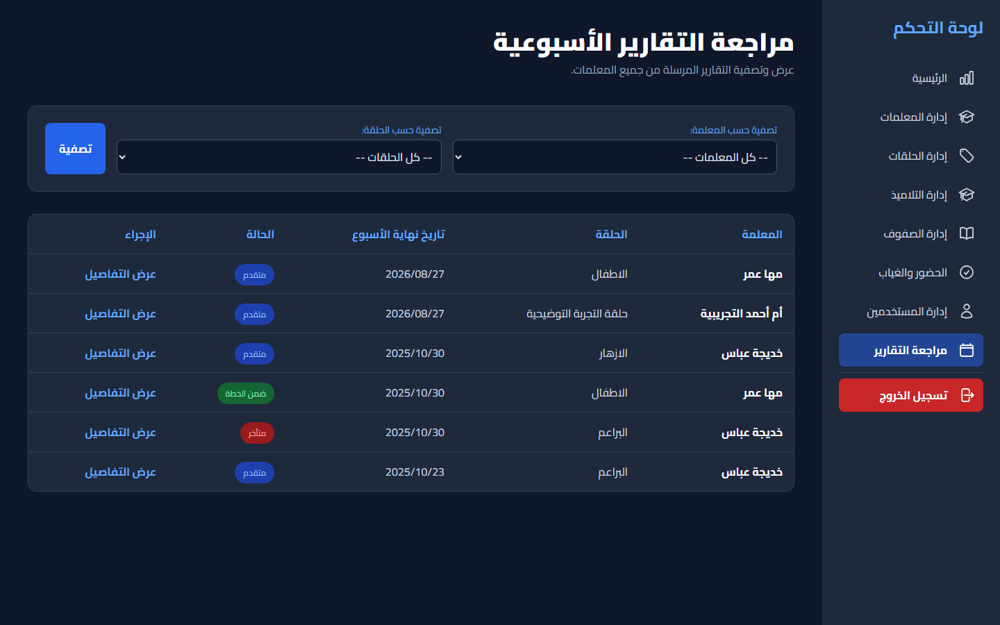 لوحة التحكم
الرئيسية
إدارة المعلمات
إدارة الحلقات
إدارة التلاميذ
إدارة الصفوف
الحضور والغياب
إدارة المستخدمين
مراجعة التقارير
تسجيل الخروج
مراجعة التقارير الأسبوعية
عرض وتصفية التقارير المرسلة من جميع المعلمات.
تصفية حسب المعلمة: تصفية حسب الحلقة:
-- كل المعلمات -- -- كل الحلقات -- تصفية
المعلمة الحلقة تاريخ نهاية الأسبوع الحالة الإجراء
مها عمر الاطفال 2026/08/27 متقدم عرض التفاصيل
أم أحمد التجريبية حلقة التجربة التوضيحية 2026/08/27 متقدم عرض التفاصيل
خديجة عباس الازهار 2025/10/30 متقدم عرض التفاصيل
مها عمر الاطفال 2025/10/30 ضمن الخطة عرض التفاصيل
خديجة عباس البراعم 2025/10/30 متأخر عرض التفاصيل
خديجة عباس البراعم 2025/10/23 متقدم عرض التفاصيل